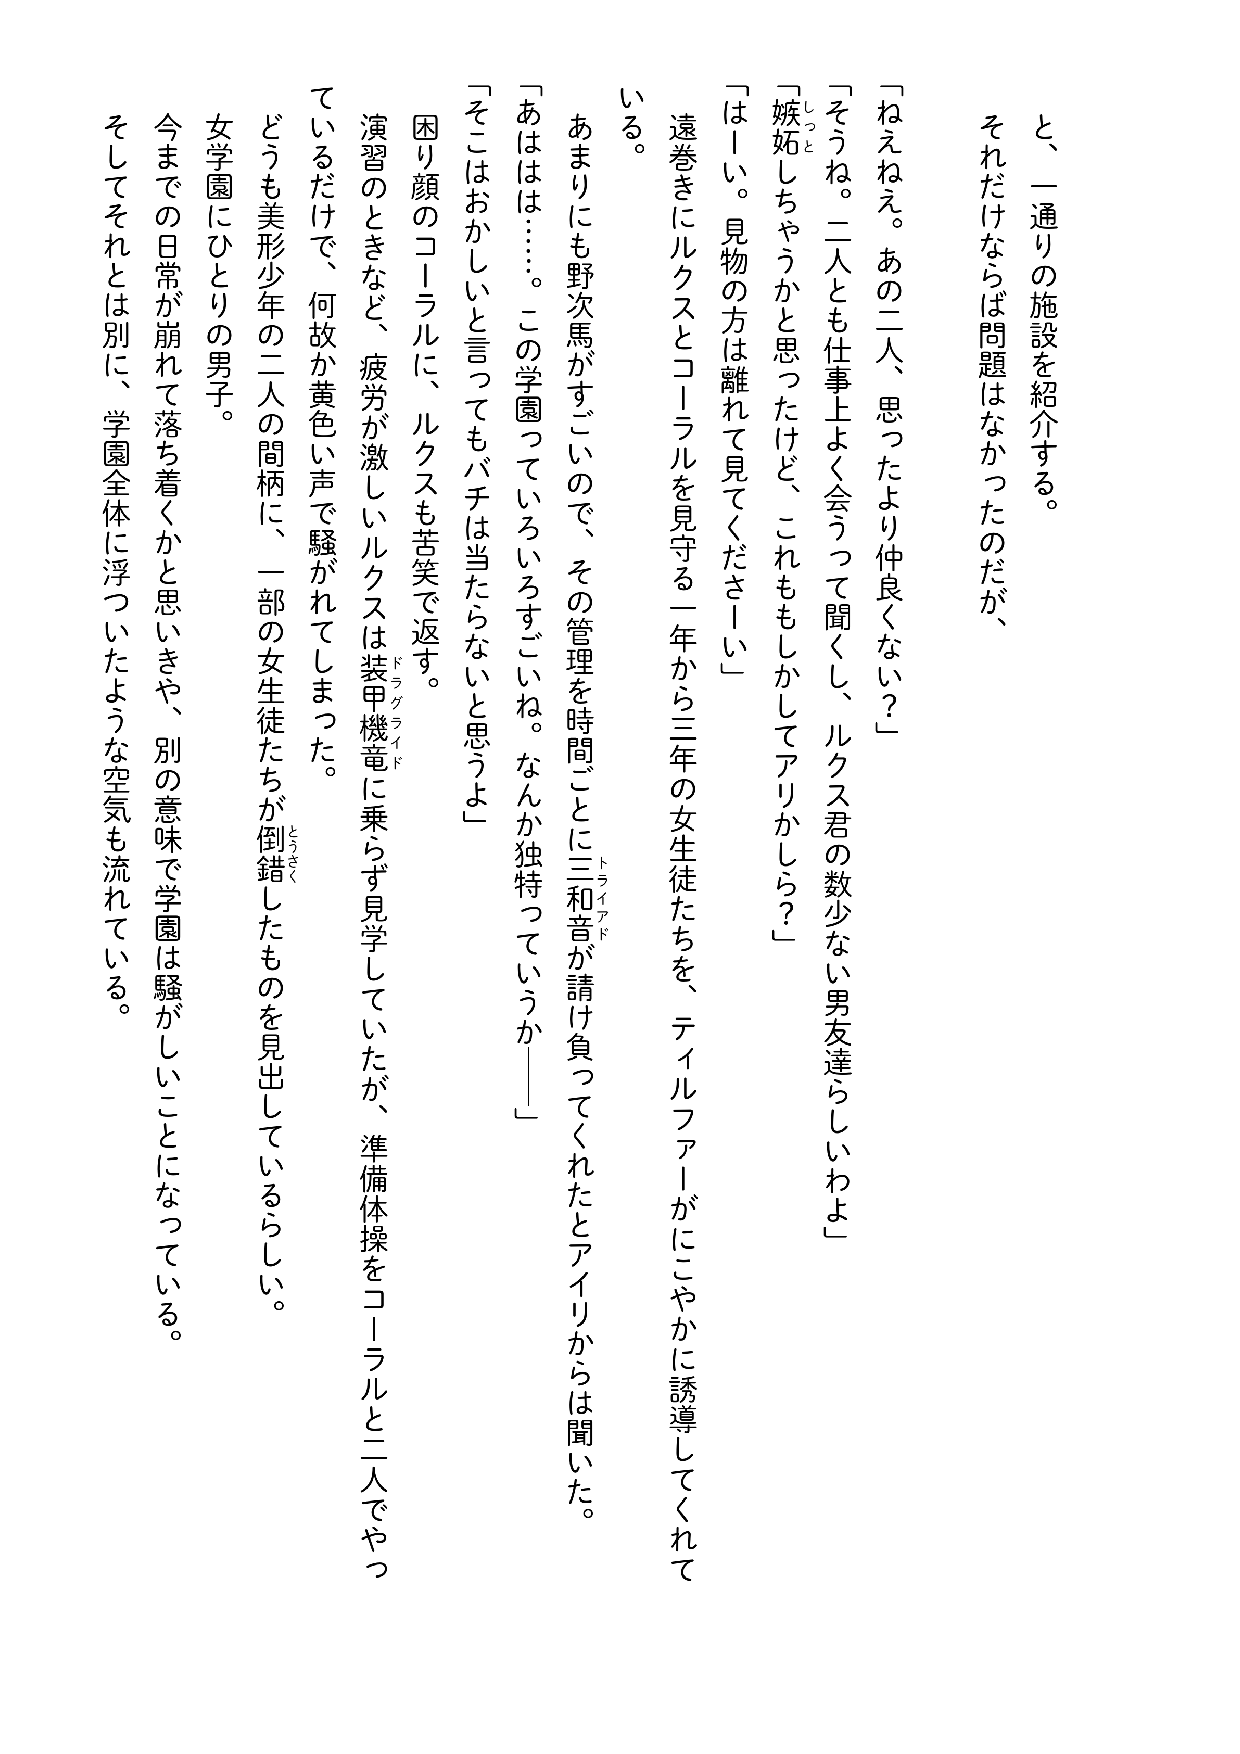 と、一通りの施設を紹介する。
それだけならば問題はなかったのだが、
「ねえねえ。あの二人、思ったより仲良くない？」
「そうね。二人とも仕事上よく会うって聞くし、ルクス君の数少ない男友達らしいわよ」
「嫉妬しちゃうかと思ったけど、これももしかしてアリかしら？」
「はーい。見物の方は離れて見てくださーい」
遠巻きにルクスとコーラルを見守る一年から三年の女生徒たちを、ティルファーがにこやかに誘導してくれて
いる。
あまりにも野次馬がすごいので、その管理を時間ごとに三和音が請け負ってくれたとアイリからは聞いた。
「あははは……。この学園っていろいろすごいね。なんか独特っていうか――」
「そこはおかしいと言ってもバチは当たらないと思うよ」
困り顔のコーラルに、ルクスも苦笑で返す。
演習のときなど、疲労が激しいルクスは装甲機竜に乗らず見学していたが、準備体操をコーラルと二人でやっ
ているだけで、何故か黄色い声で騒がれてしまった。
どうも美形少年の二人の間柄に、一部の女生徒たちが倒錯したものを見出しているらしい。
女学園にひとりの男子。
今までの日常が崩れて落ち着くかと思いきや、別の意味で学園は騒がしいことになっている。
そしてそれとは別に、学園全体に浮ついたような空気も流れている。
しっと
トライアド
ドラグライド
とうさく